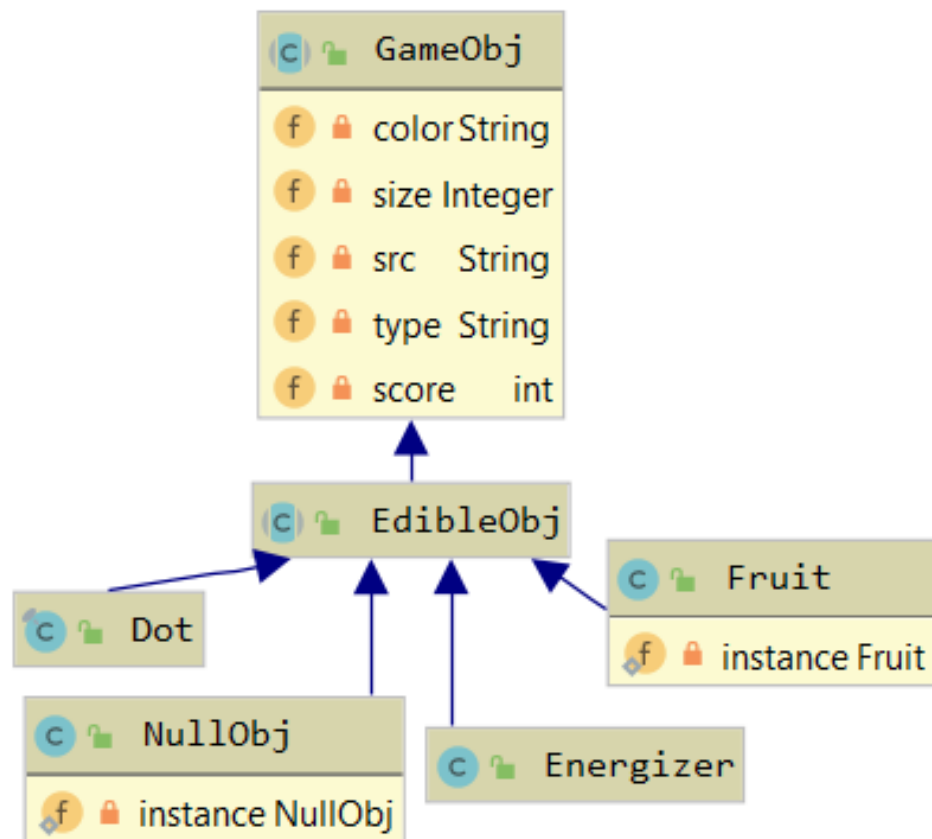 C GameObj
f color String
f size Integer
f src String
f type String
f score int
C EdibleObj
C Dot
C Fruit
f instance Fruit
C NullObj
f instance NullObj
C Energizer